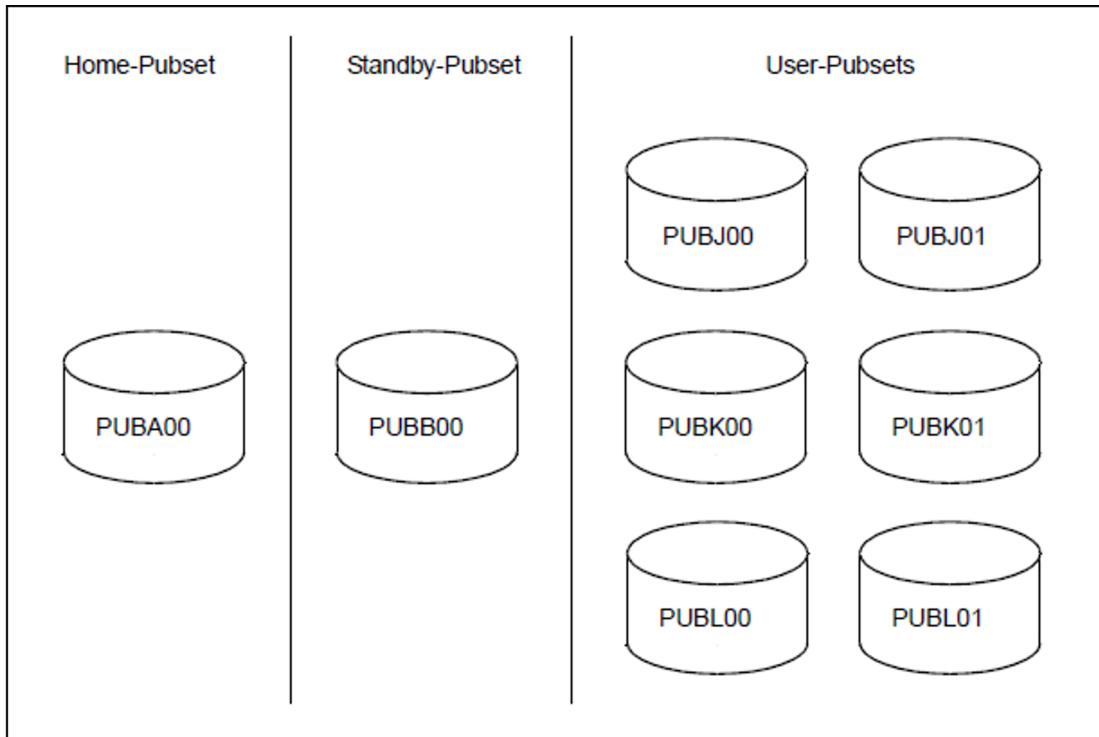 Home-Pubset
Standby-Pubset
User-Pubsets
PUBJ00
PUBJ01
PUBA00
PUBB00
PUBK00
PUBK01
PUBL00
PUBL01